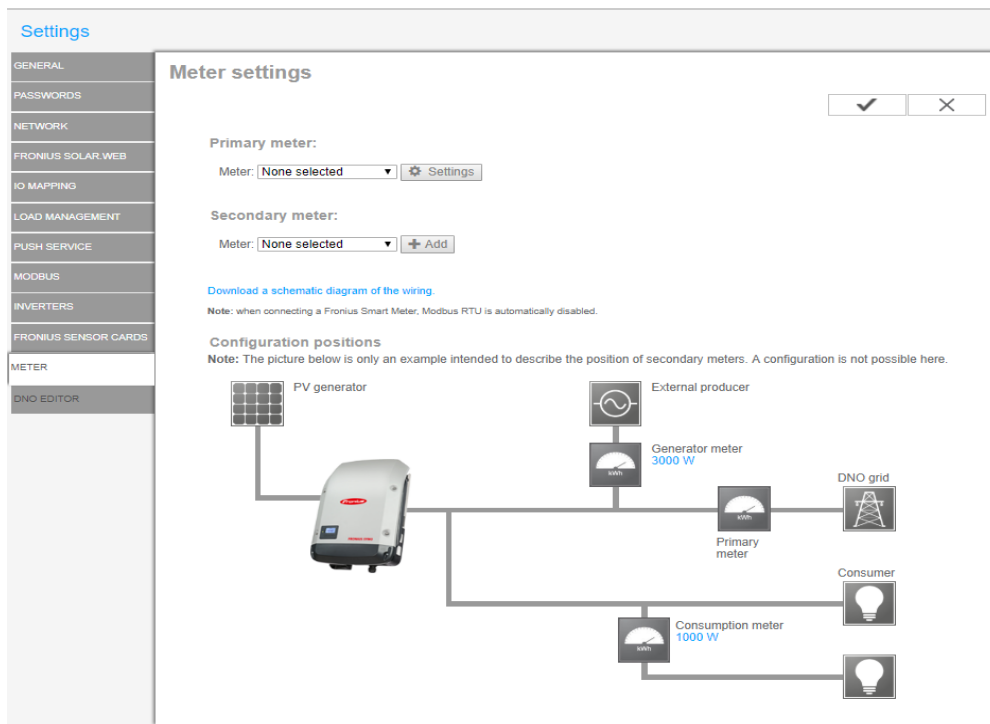 Settings
GENERAL
PASSWORDS
NETWORK
FRONIUS SOLAR.WEB
IO MAPPING
LOAD MANAGEMENT
PUSH SERVICE
MODBUS
INVERTERS
FRONIUS SENSOR CARDS
METER
DNO EDITOR
Meter settings
Primary meter:
Meter: None selected Settings
Secondary meter:
Meter: None selected Add
Download a schematic diagram of the wiring.
Note: when connecting a Fronius Smart Meter, Modbus RTU is automatically disabled.
Configuration positions
Note: The picture below is only an example intended to describe the position of secondary meters. A configuration is not possible here.
PV generator
External producer
Generator meter
3000 W
kWh
DNO grid
kWh
Primary
meter
Fronius
Consumer
Consumption meter
1000 W
kWh